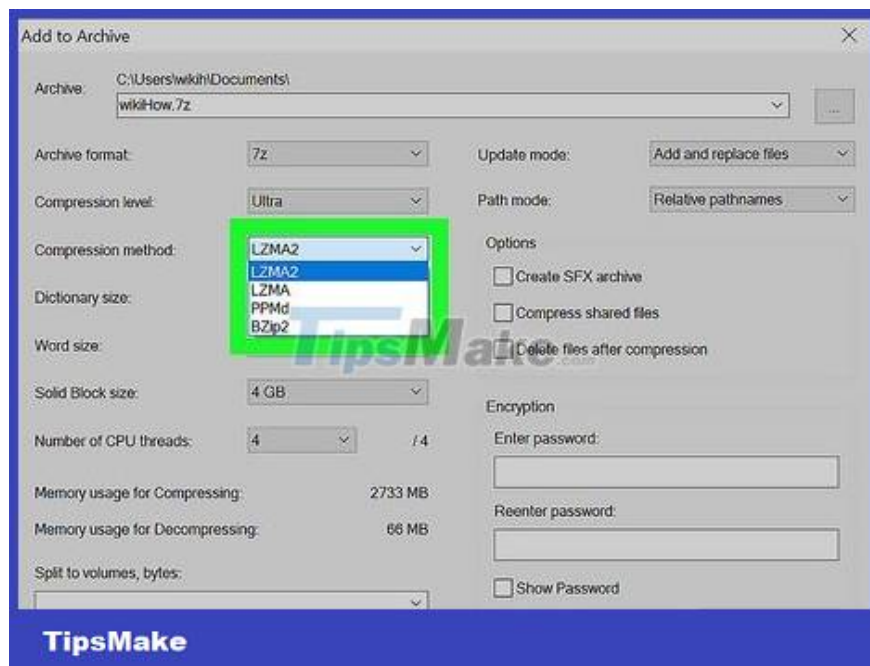 Add to Archive
Archive:
C:\Users\wikih\Documents\
wikiHow.7z
...
Archive format:
7z
Update mode:
Add and replace files
Compression level:
Ultra
Path mode:
Relative pathnames
Compression method:
LZMA2
LZMA2
LZMA
PPMd
BZip2
Options
Create SFX archive
Compress shared files
Delete files after compression
Dictionary size:
Word size:
TipsMake.com
Solid Block size:
4 GB
Number of CPU threads:
4
/ 4
Encryption
Enter password:
Memory usage for Compressing:
2733 MB
Reenter password:
Memory usage for Decompressing:
66 MB
Split to volumes, bytes:
Show Password
TipsMake